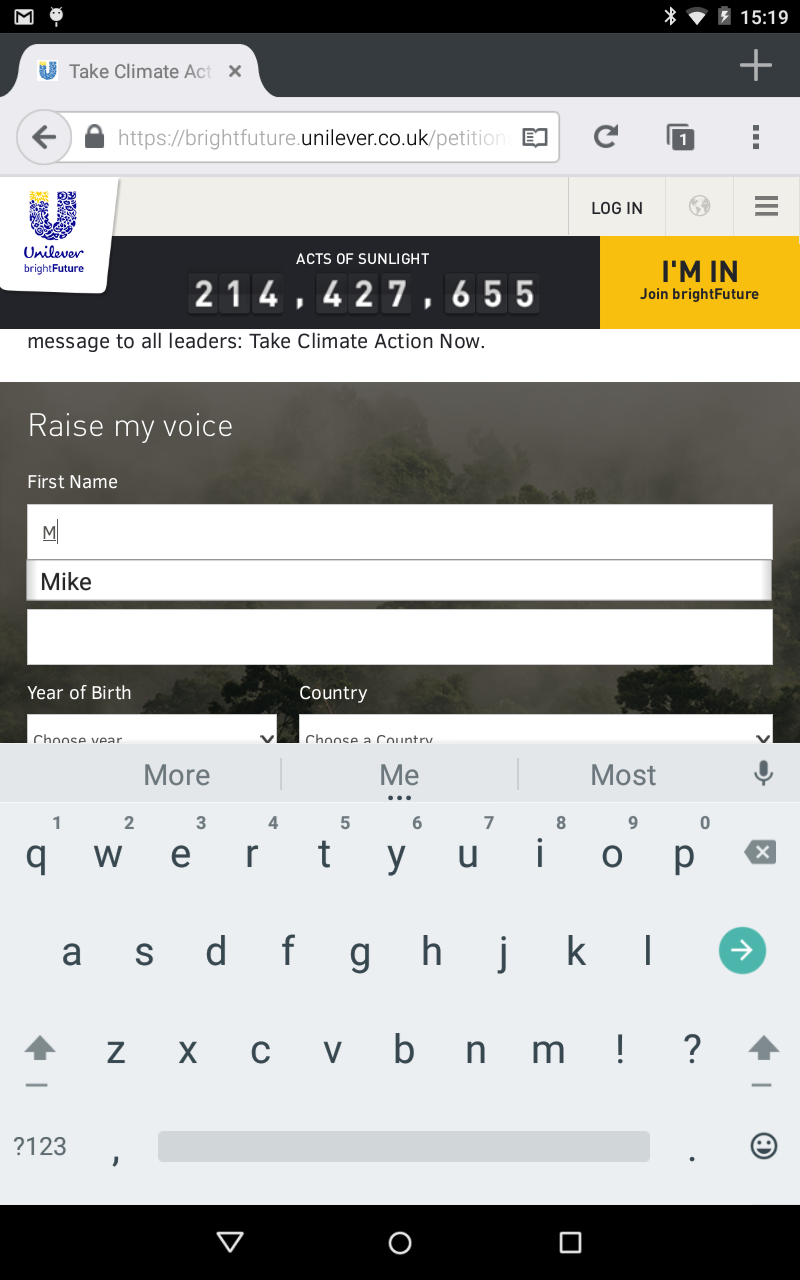 15:19
Take Climate Act
https://brightfuture.unilever.co.uk/petition
1
Unilever
brightFuture
LOG IN
ACTS OF SUNLIGHT
214,427,655
I'M IN
Join brightFuture
message to all leaders: Take Climate Action Now.
Raise my voice
First Name
M
Mike
Year of Birth
Country
Choose year
Choose a Country
More
Me
Most
1 2 3 4 5 6 7 8 9 0
q w e r t y u i o p
a s d f g h j k l
z x c v b n m ! ?
?123 , .